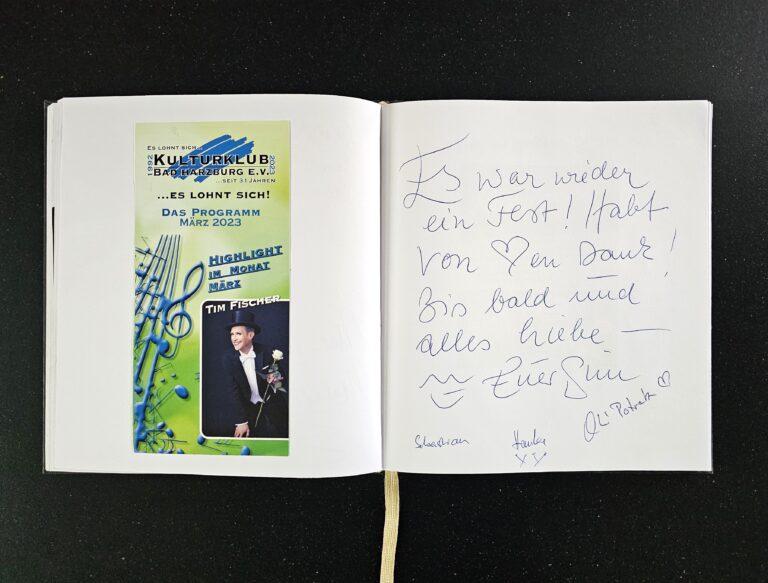 ES LOHNT SICH...
1992 KULTURKLUB 2023
BAD HARZBURG E.V.
...SEIT 31 JAHREN
...ES LOHNT SICH!
DAS PROGRAMM
MÄRZ 2023
HIGHLIGHT
IM MONAT
MÄRZ
TIM FISCHER
Es war wieder
ein Fest! Habt
von ♡en Dank!
Bis bald und
alles Liebe —
Euer Tim
Oli Potratz ♡
Sebastian